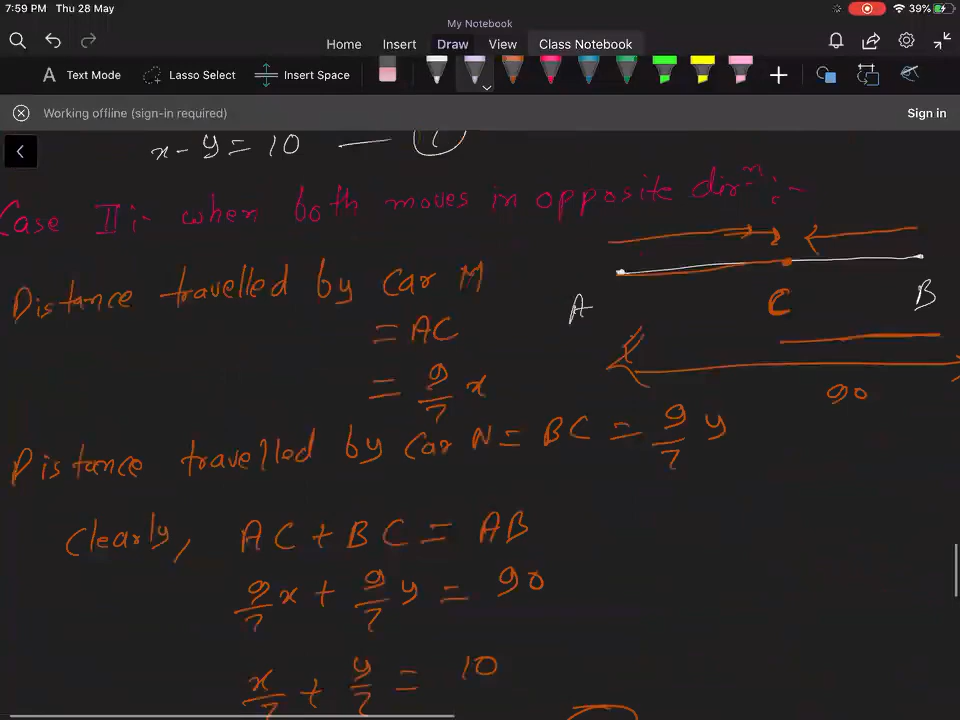 7:59 PM Thu 28 May
39%
My Notebook
Home Insert Draw View Class Notebook
Text Mode Lasso Select Insert Space
Working offline (sign-in required) Sign in
x - y = 10 — 1
Case II :- when both moves in opposite dirⁿ :-
Distance travelled by Car M
= AC
= 9/7 x
A C B
90
Distance travelled by Car N = BC = 9/7 y
Clearly, AC + BC = AB
9/7 x + 9/7 y = 90
x/7 + y/7 = 10